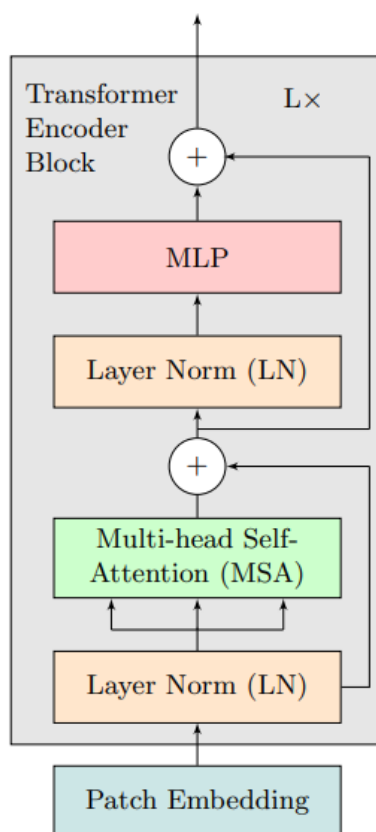 Transformer
Encoder
Block
L×
+
MLP
Layer Norm (LN)
+
Multi-head Self-
Attention (MSA)
Layer Norm (LN)
Patch Embedding